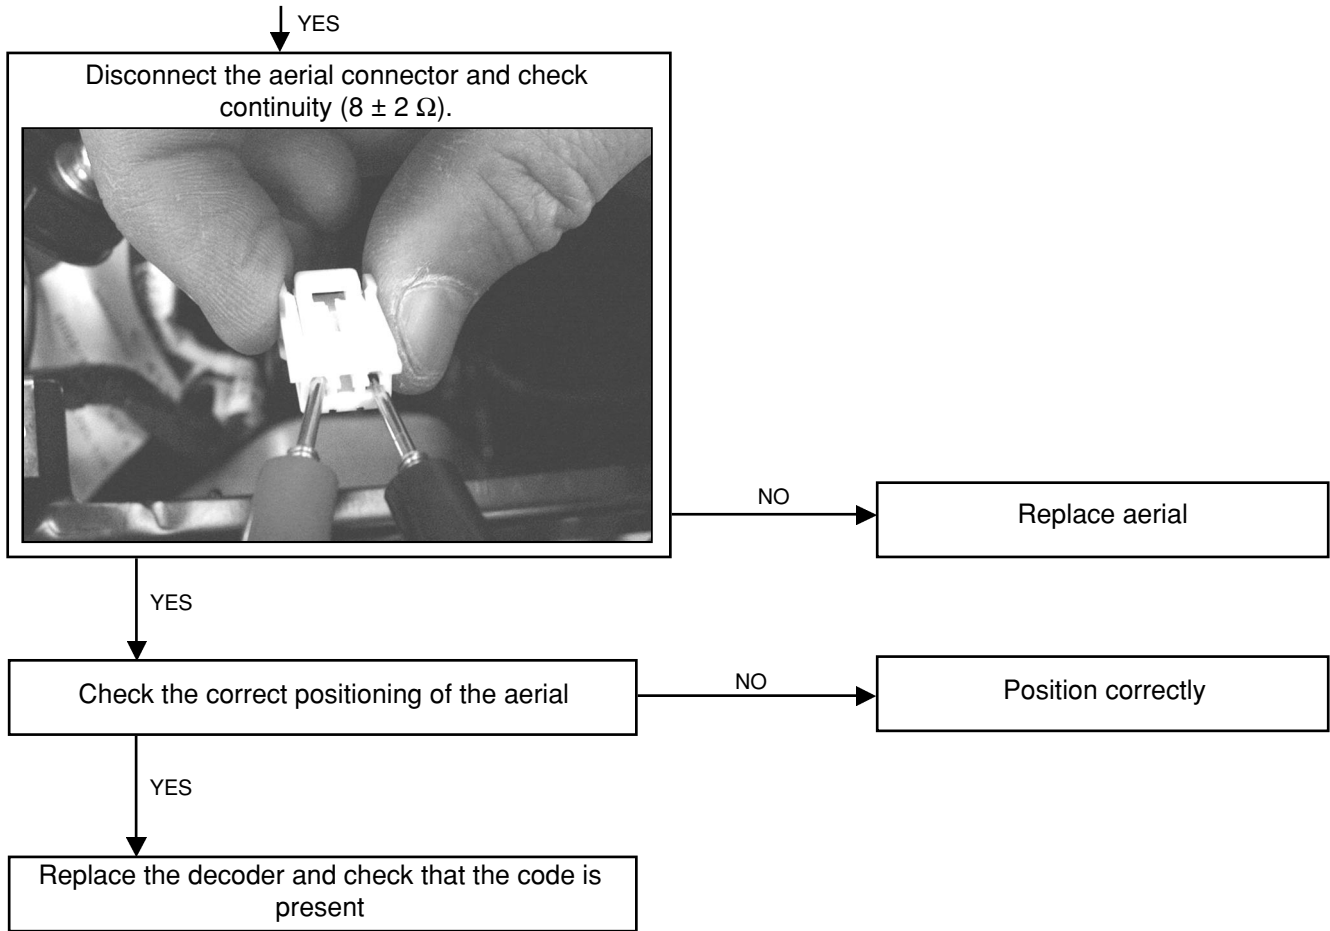 YES
Disconnect the aerial connector and check
continuity (8 ± 2 Ω).
NO
Replace aerial
YES
Check the correct positioning of the aerial
NO
Position correctly
YES
Replace the decoder and check that the code is
present